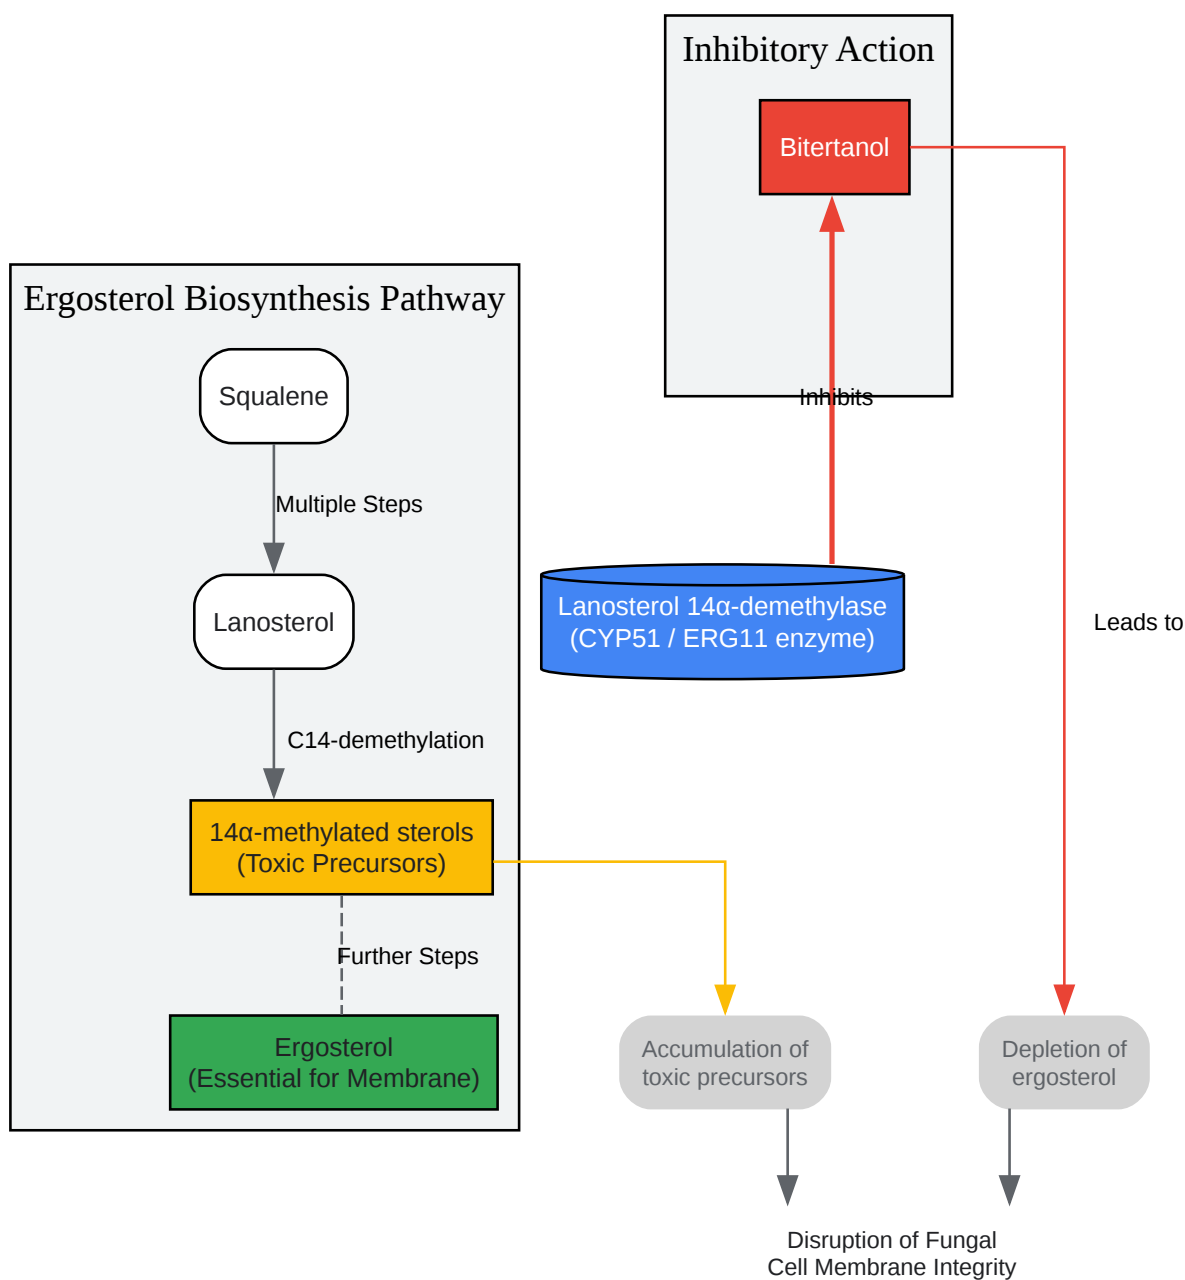 Inhibitory Action
Bitertanol
Ergosterol Biosynthesis Pathway
Squalene
Inhibits
Multiple Steps
Lanosterol
Lanosterol 14α-demethylase
(CYP51 / ERG11 enzyme)
Leads to
C14-demethylation
14α-methylated sterols
(Toxic Precursors)
Further Steps
Ergosterol
(Essential for Membrane)
Accumulation of
toxic precursors
Depletion of
ergosterol
Disruption of Fungal
Cell Membrane Integrity